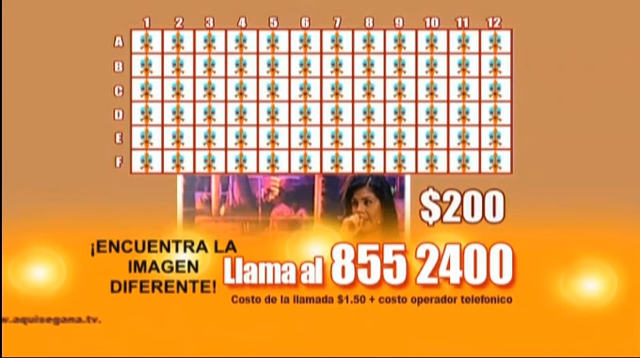 1 2 3 4 5 6 7 8 9 10 11 12
A
B
C
D
E
F
$200
¡ENCUENTRA LA
IMAGEN
DIFERENTE!
Llama al 855 2400
Costo de la llamada $1.50 + costo operador telefonico
w.aquisegana.tv.